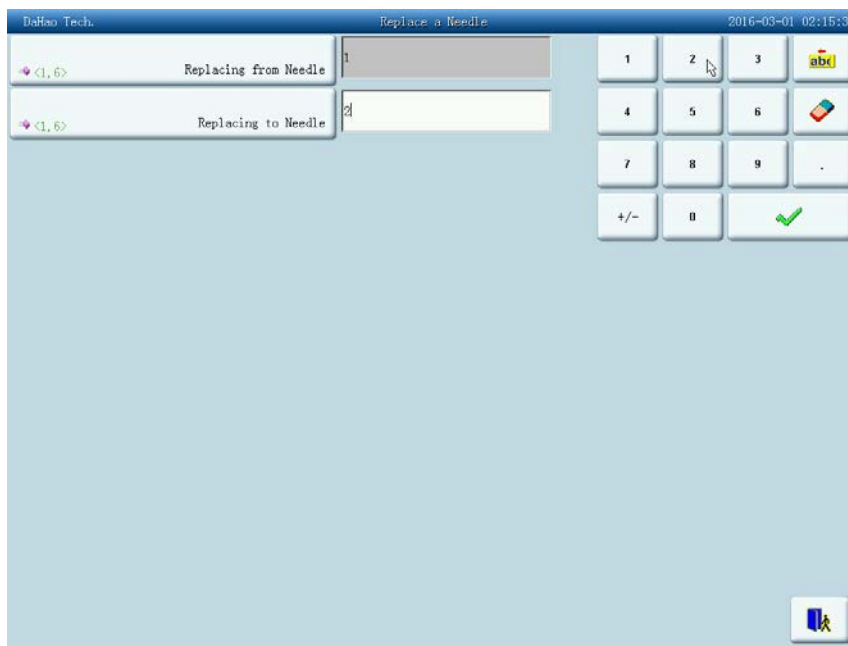 DaHao Tech. Replace a Needle 2016-03-01 02:15:3
<1,6> Replacing from Needle 1
<1,6> Replacing to Needle 2
1 2 3 abc
4 5 6
7 8 9 .
+/- 0